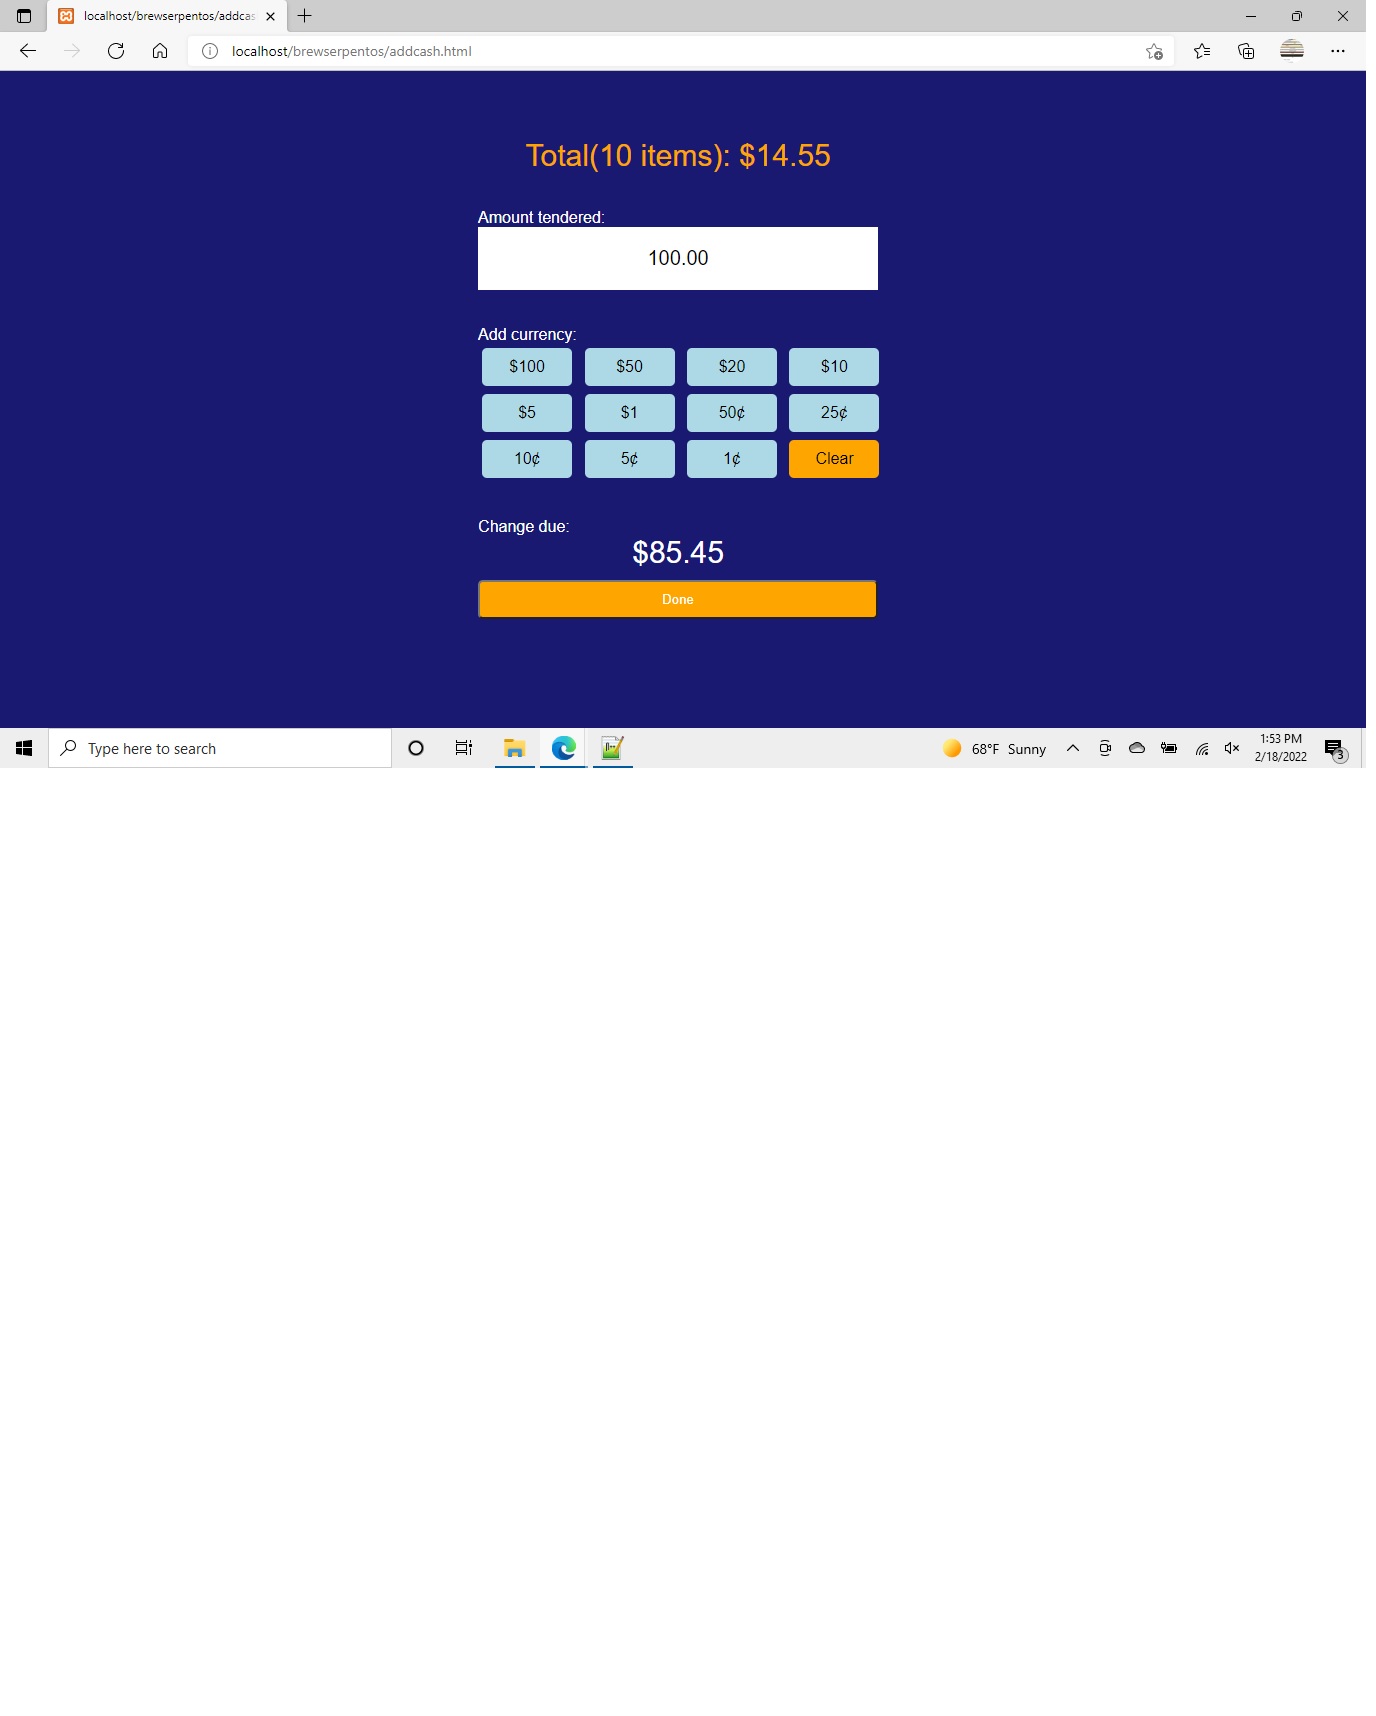 localhost/brewserpentos/addcas
localhost/brewserpentos/addcash.html
Total(10 items): $14.55
Amount tendered:
100.00
Add currency:
$100 $50 $20 $10
$5 $1 50¢ 25¢
10¢ 5¢ 1¢ Clear
Change due:
$85.45
Done
Type here to search
68°F Sunny
1:53 PM
2/18/2022
3